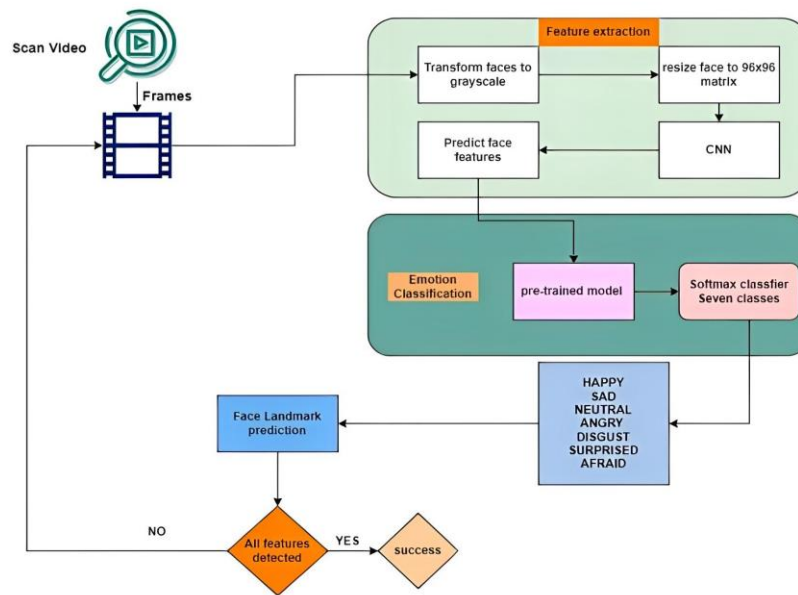 Scan Video
Frames
Feature extraction
Transform faces to
grayscale
resize face to 96x96
matrix
CNN
Predict face
features
Emotion
Classification
pre-trained model
Softmax classfier
Seven classes
HAPPY
SAD
NEUTRAL
ANGRY
DISGUST
SURPRISED
AFRAID
Face Landmark
prediction
All features
detected
NO
YES
success